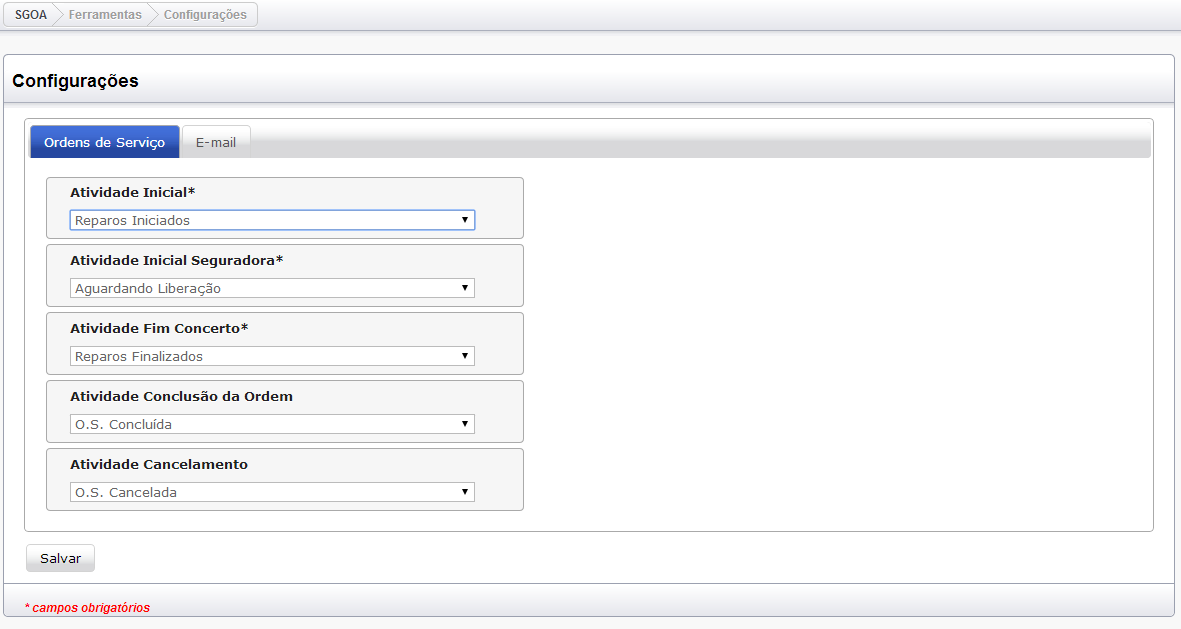 SGOA Ferramentas Configurações
Configurações
Ordens de Serviço E-mail
Atividade Inicial*
Reparos Iniciados
Atividade Inicial Seguradora*
Aguardando Liberação
Atividade Fim Concerto*
Reparos Finalizados
Atividade Conclusão da Ordem
O.S. Concluída
Atividade Cancelamento
O.S. Cancelada
Salvar
* campos obrigatórios